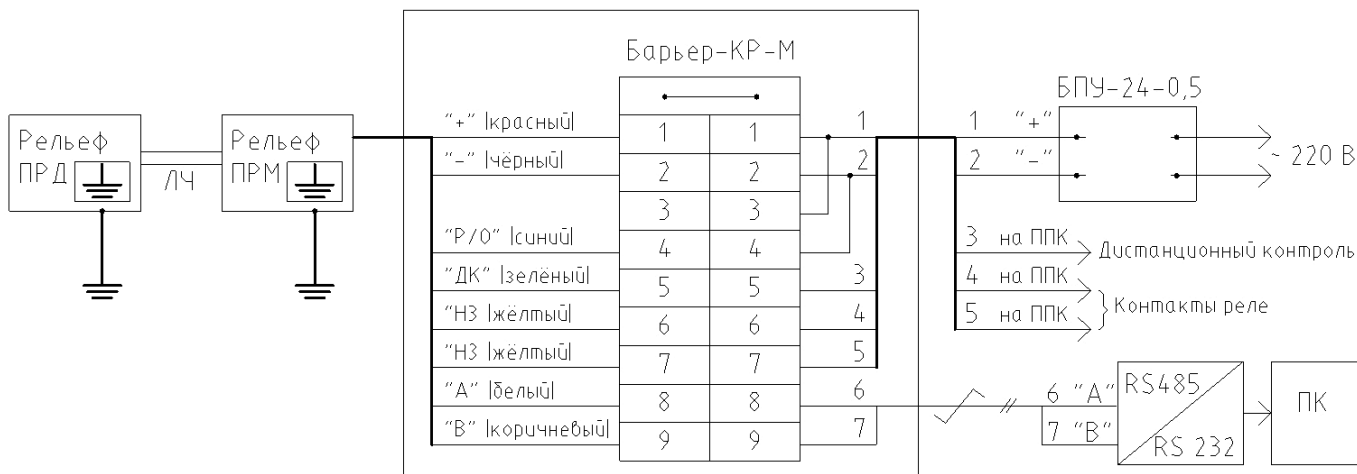 Барьер-КР-М
БПУ-24-0,5
Рельеф
ПРД
ЛЧ
Рельеф
ПРМ
"+" |красный| 1 1 1 1 "+"
"-" |чёрный| 2 2 2 2 "-"
~ 220 В
3 3
"Р/О" |синий| 4 4 3 на ППК Дистанционный контроль
"ДК" |зелёный| 5 5 3 4 на ППК
"НЗ |жёлтый| 6 6 4 5 на ППК
Контакты реле
"НЗ |жёлтый| 7 7 5
"А" |белый| 8 8 6 6 "А"
"В" |коричневый| 9 9 7 7 "В"
RS485
RS 232
ПК